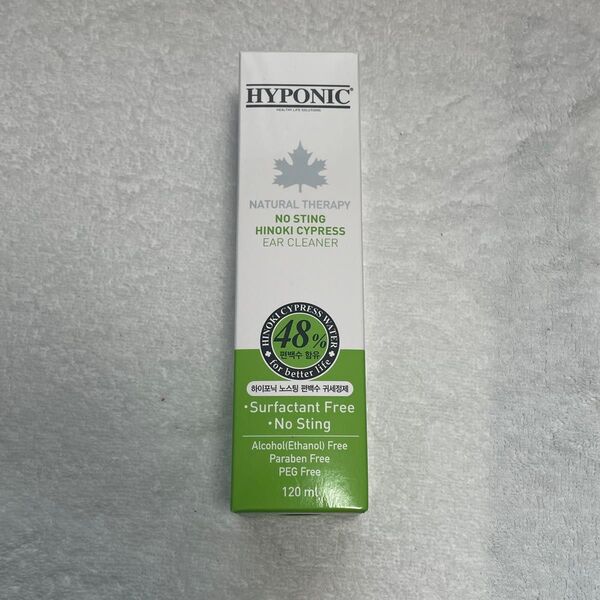 HYPONIC®
HEALTHY LIFE SOLUTIONS
NATURAL THERAPY
NO STING
HINOKI CYPRESS
EAR CLEANER
HINOKI CYPRESS WATER
48%
편백수 함유
for better life
하이포닉 노스팅 편백수 귀세정제
•Surfactant Free
•No Sting
Alcohol(Ethanol) Free
Paraben Free
PEG Free
120 ml